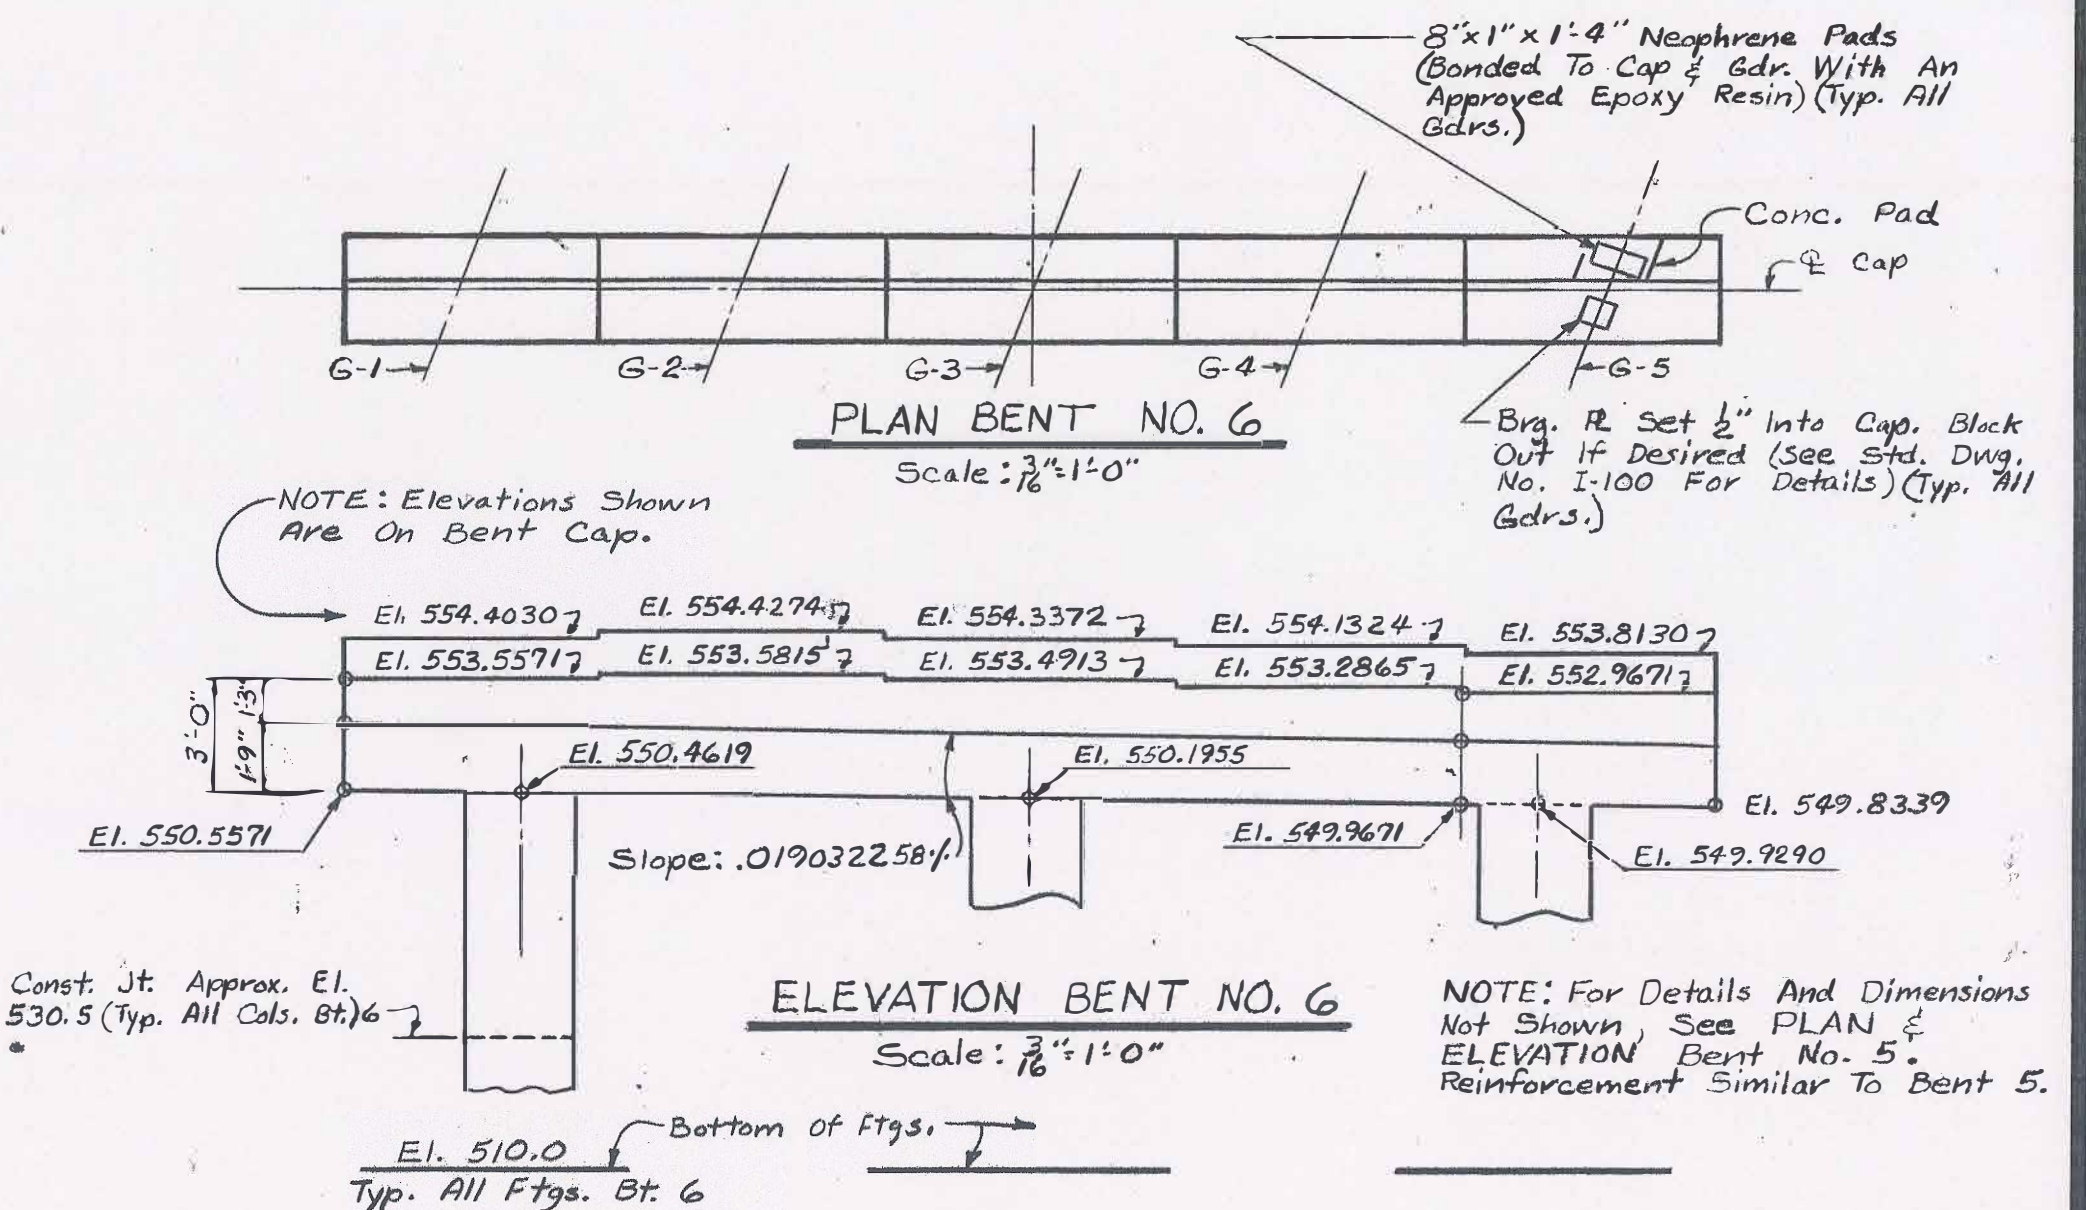 8"x1"x1'-4" Neophrene Pads
(Bonded To Cap & Gdr. With An
Approved Epoxy Resin)(Typ. All
Gdrs.)
Conc. Pad
℄ Cap
G-1
G-2
G-3
G-4
G-5
PLAN BENT NO. 6
Scale: 3/16"=1'-0"
Brg. PL Set 1/2" Into Cap. Block
Out If Desired (See Std. Dwg.
No. I-100 For Details)(Typ. All
Gdrs.)
NOTE: Elevations Shown
Are On Bent Cap.
El. 554.4030
El. 554.4274
El. 554.3372
El. 554.1324
El. 553.8130
El. 553.5571
El. 553.5815
El. 553.4913
El. 553.2865
El. 552.9671
3'-0"
1'-9" 1'-3"
El. 550.4619
El. 550.1955
El. 549.8339
El. 550.5571
Slope: .019032258%
El. 549.9671
El. 549.9290
Const. Jt. Approx. El.
530.5 (Typ. All Cols. Bt.)6
ELEVATION BENT NO. 6
Scale: 3/16"=1'-0"
NOTE: For Details And Dimensions
Not Shown, See PLAN &
ELEVATION Bent No. 5.
Reinforcement Similar To Bent 5.
Bottom of Ftgs.
El. 510.0
Typ. All Ftgs. Bt. 6